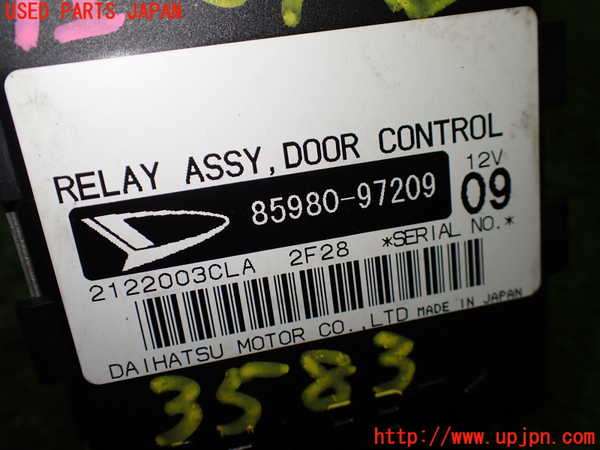 USED PARTS JAPAN
RELAY ASSY, DOOR CONTROL
85980-97209
12V
09
2122003CLA 2F28 *SERIAL NO.*
DAIHATSU MOTOR CO.,LTD MADE IN JAPAN
3583
http://www.upjpn.com